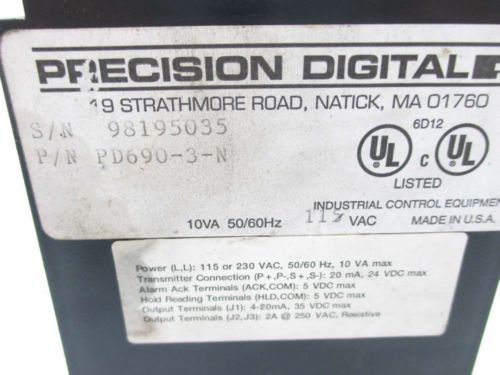 PRECISION DIGITAL
19 STRATHMORE ROAD, NATICK, MA 01760
S/N 98195035
P/N PD690-3-N
6D12
UL c UL
LISTED
INDUSTRIAL CONTROL EQUIPMEN
10VA 50/60Hz 115 VAC MADE IN U.S.A.
Power (L,L): 115 or 230 VAC, 50/60 Hz, 10 VA max
Transmitter Connection (P+,P-,S+,S-): 20 mA, 24 VDC max
Alarm Ack Terminals (ACK,COM): 5 VDC max
Hold Reading Terminals (HLD,COM): 5 VDC max
Output Terminals (J1): 4-20mA, 35 VDC max
Output Terminals (J2,J3): 2A @ 250 VAC, Resistive